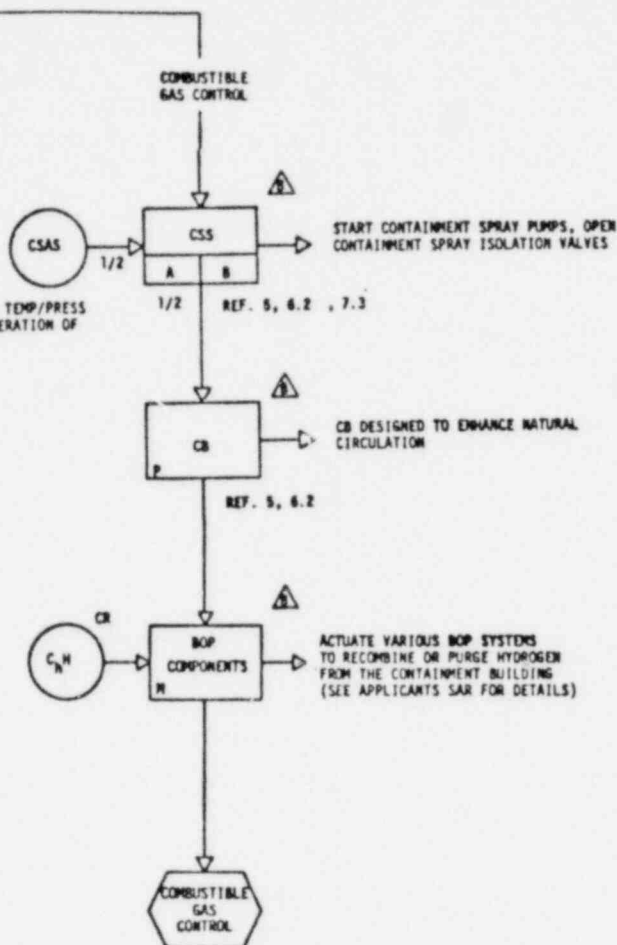 COMBUSTIBLE
GAS CONTROL
CSAS
1/2
CSS
A B
START CONTAINMENT SPRAY PUMPS, OPEN
CONTAINMENT SPRAY ISOLATION VALVES
TEMP/PRESS
ERATION OF
1/2
REF. 5, 6.2 , 7.3
CB
P
CB DESIGNED TO ENHANCE NATURAL
CIRCULATION
REF. 5, 6.2
CR
ChH
BOP
COMPONENTS
M
ACTUATE VARIOUS BOP SYSTEMS
TO RECOMBINE OR PURGE HYDROGEN
FROM THE CONTAINMENT BUILDING
(SEE APPLICANTS SAR FOR DETAILS)
COMBUSTIBLE
GAS
CONTROL